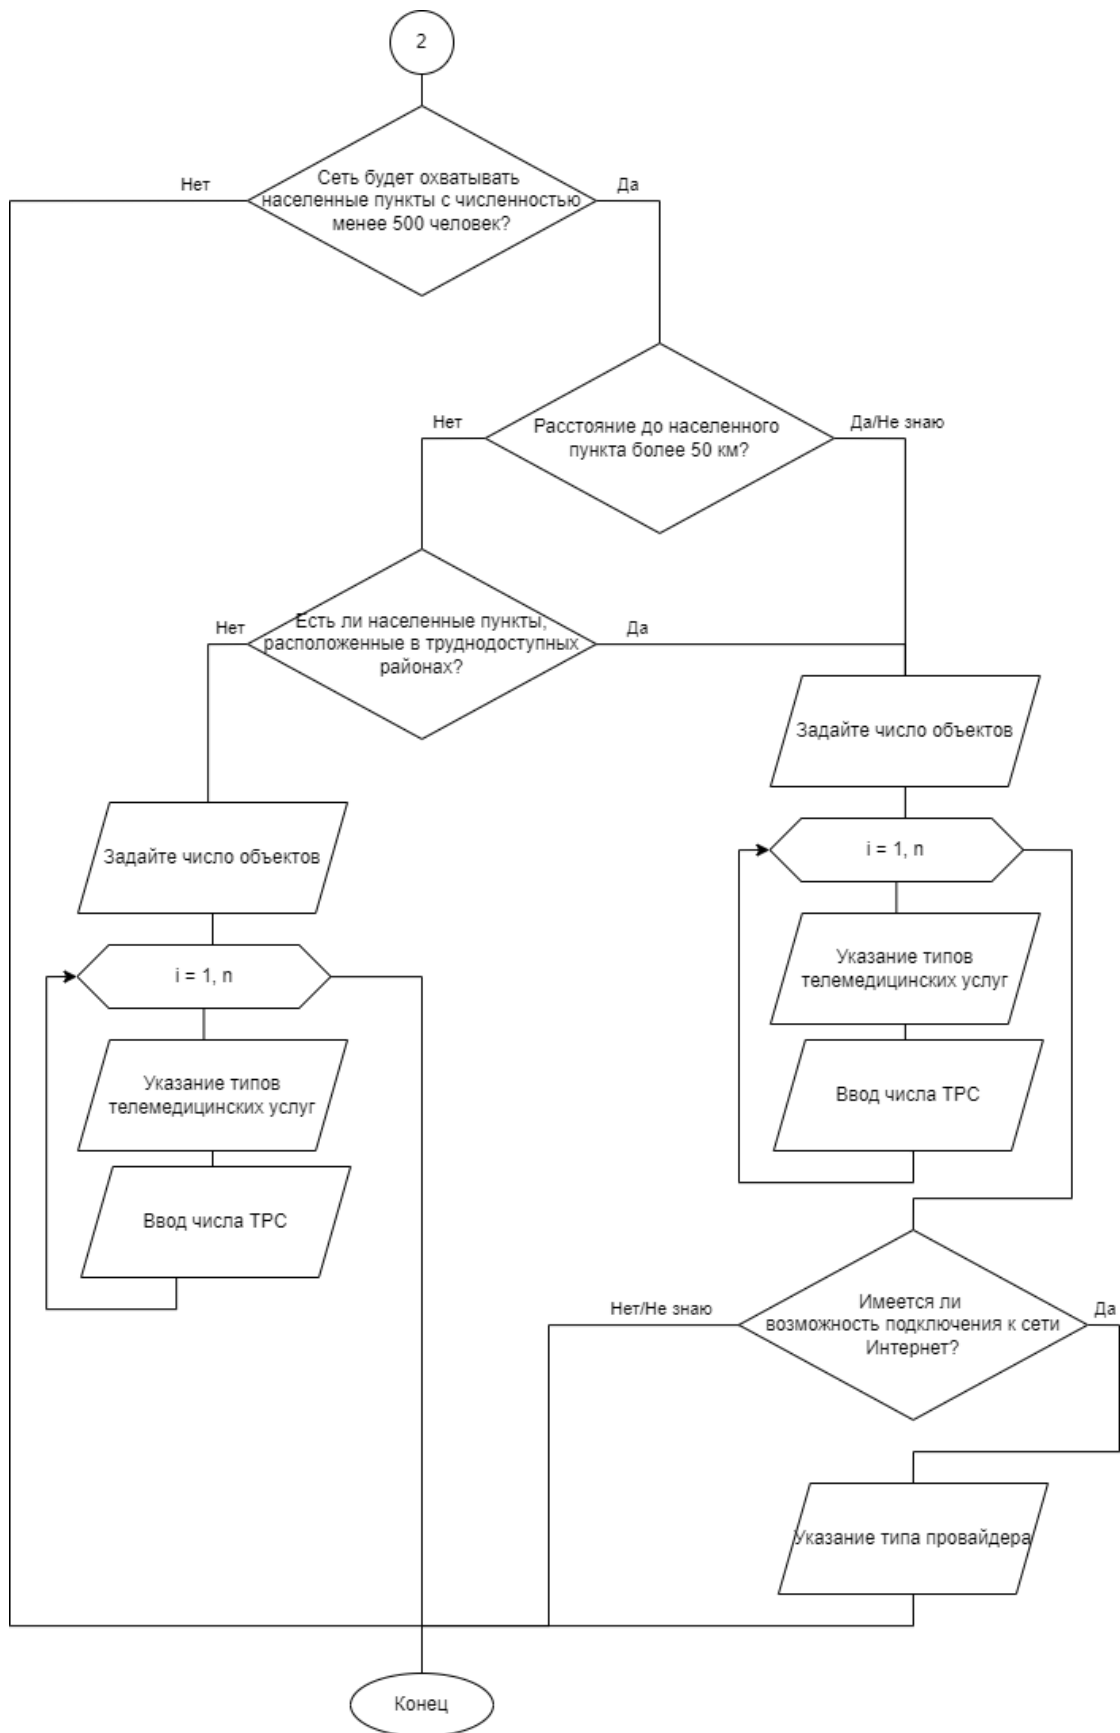 2
Нет
Сеть будет охватывать
населенные пункты с численностью
менее 500 человек?
Да
Нет
Расстояние до населенного
пункта более 50 км?
Да/Не знаю
Нет
Есть ли населенные пункты,
расположенные в труднодоступных
районах?
Да
Задайте число объектов
i = 1, n
Указание типов
телемедицинских услуг
Ввод числа ТРС
Задайте число объектов
i = 1, n
Указание типов
телемедицинских услуг
Ввод числа ТРС
Нет/Не знаю
Имеется ли
возможность подключения к сети
Интернет?
Да
Указание типа провайдера
Конец